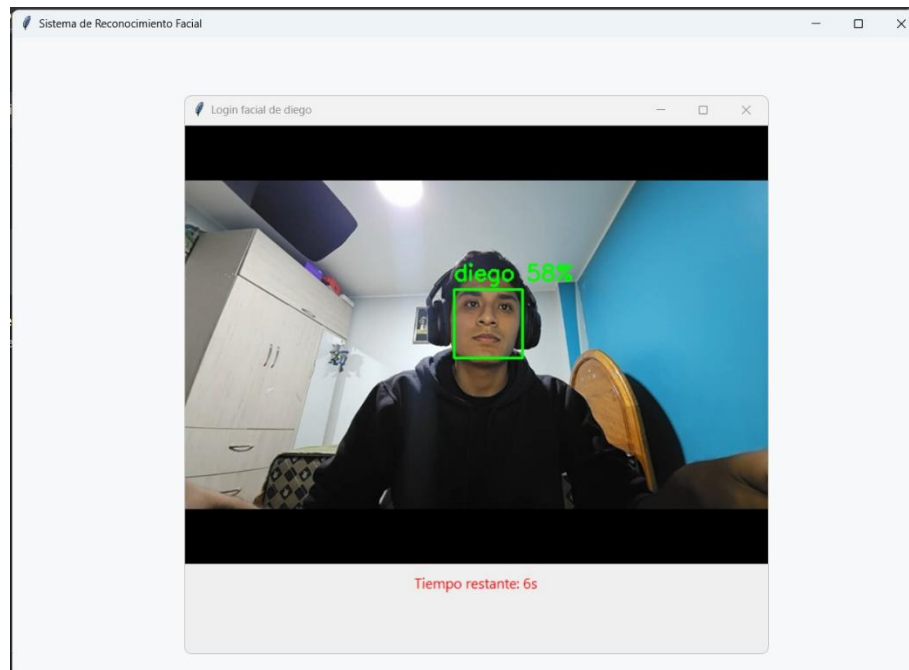 Sistema de Reconocimiento Facial
Login facial de diego
diego 58%
Tiempo restante: 6s